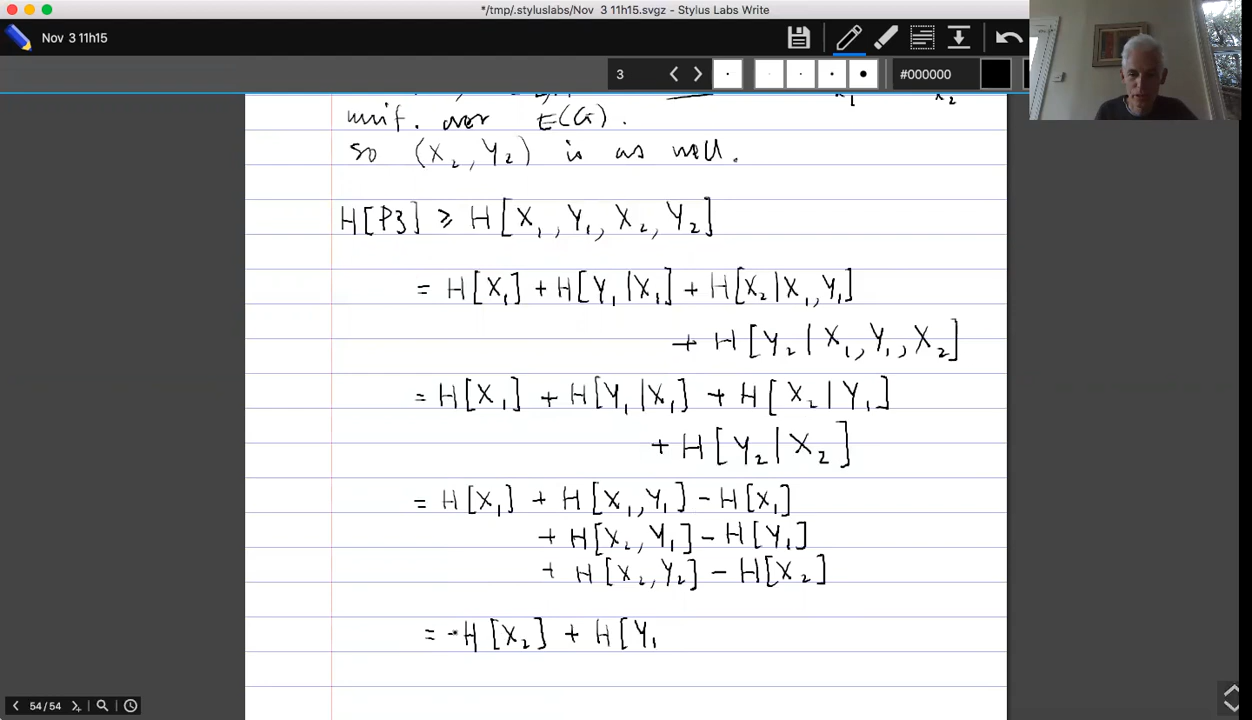 */tmp/.styluslabs/Nov 3 11h15.svgz - Stylus Labs Write
Nov 3 11h15
3
#000000
unif. over E(G).
so (X₂, Y₂) is as well.
H[P3] ≥ H[X₁, Y₁, X₂, Y₂]
= H[X₁] + H[Y₁|X₁] + H[X₂|X₁,Y₁]
+ H[Y₂|X₁,Y₁,X₂]
= H[X₁] + H[Y₁|X₁] + H[X₂|Y₁]
+ H[Y₂|X₂]
= H[X₁] + H[X₁,Y₁] - H[X₁]
+ H[X₂,Y₁] - H[Y₁]
+ H[X₂,Y₂] - H[X₂]
= -H[X₂] + H[Y₁
54/54